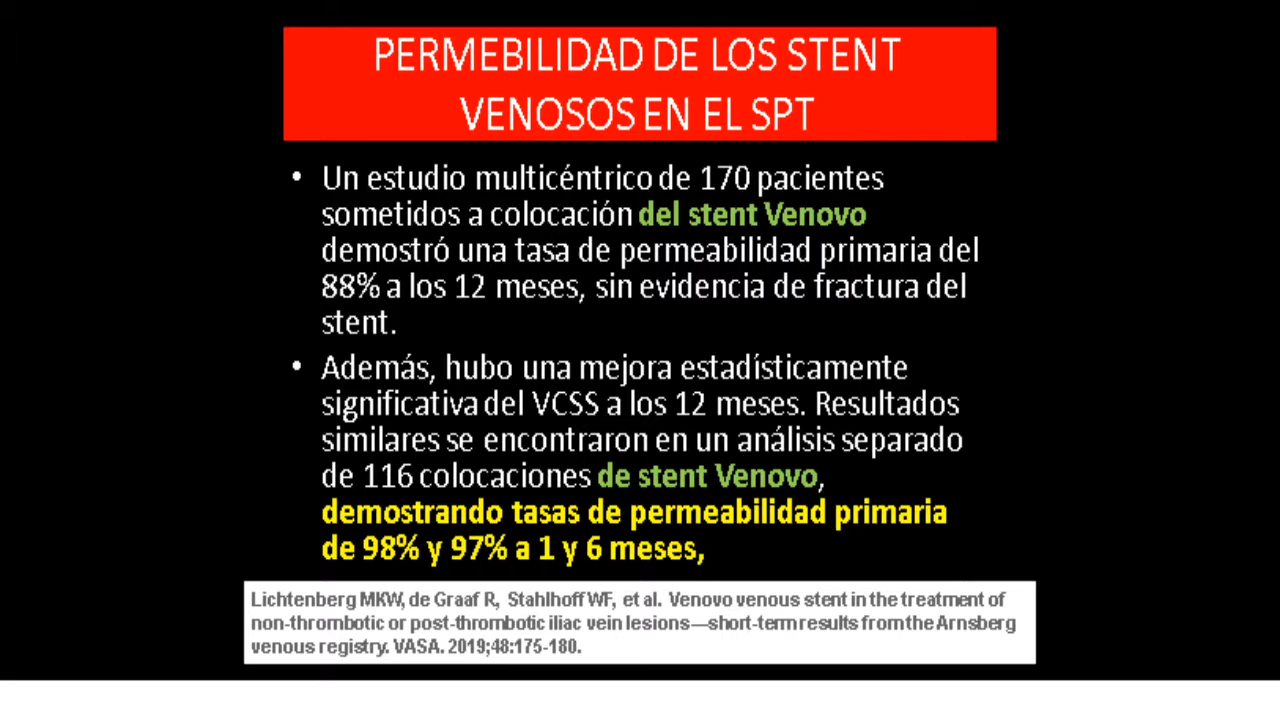 PERMEBILIDAD DE LOS STENT
VENOSOS EN EL SPT
• Un estudio multicéntrico de 170 pacientes
sometidos a colocación del stent Venovo
demostró una tasa de permeabilidad primaria del
88% a los 12 meses, sin evidencia de fractura del
stent.
• Además, hubo una mejora estadísticamente
significativa del VCSS a los 12 meses. Resultados
similares se encontraron en un análisis separado
de 116 colocaciones de stent Venovo,
demostrando tasas de permeabilidad primaria
de 98% y 97% a 1 y 6 meses,
Lichtenberg MKW, de Graaf R, Stahlhoff WF, et al. Venovo venous stent in the treatment of
non-thrombotic or post-thrombotic iliac vein lesions—short-term results from the Arnsberg
venous registry. VASA. 2019;48:175-180.